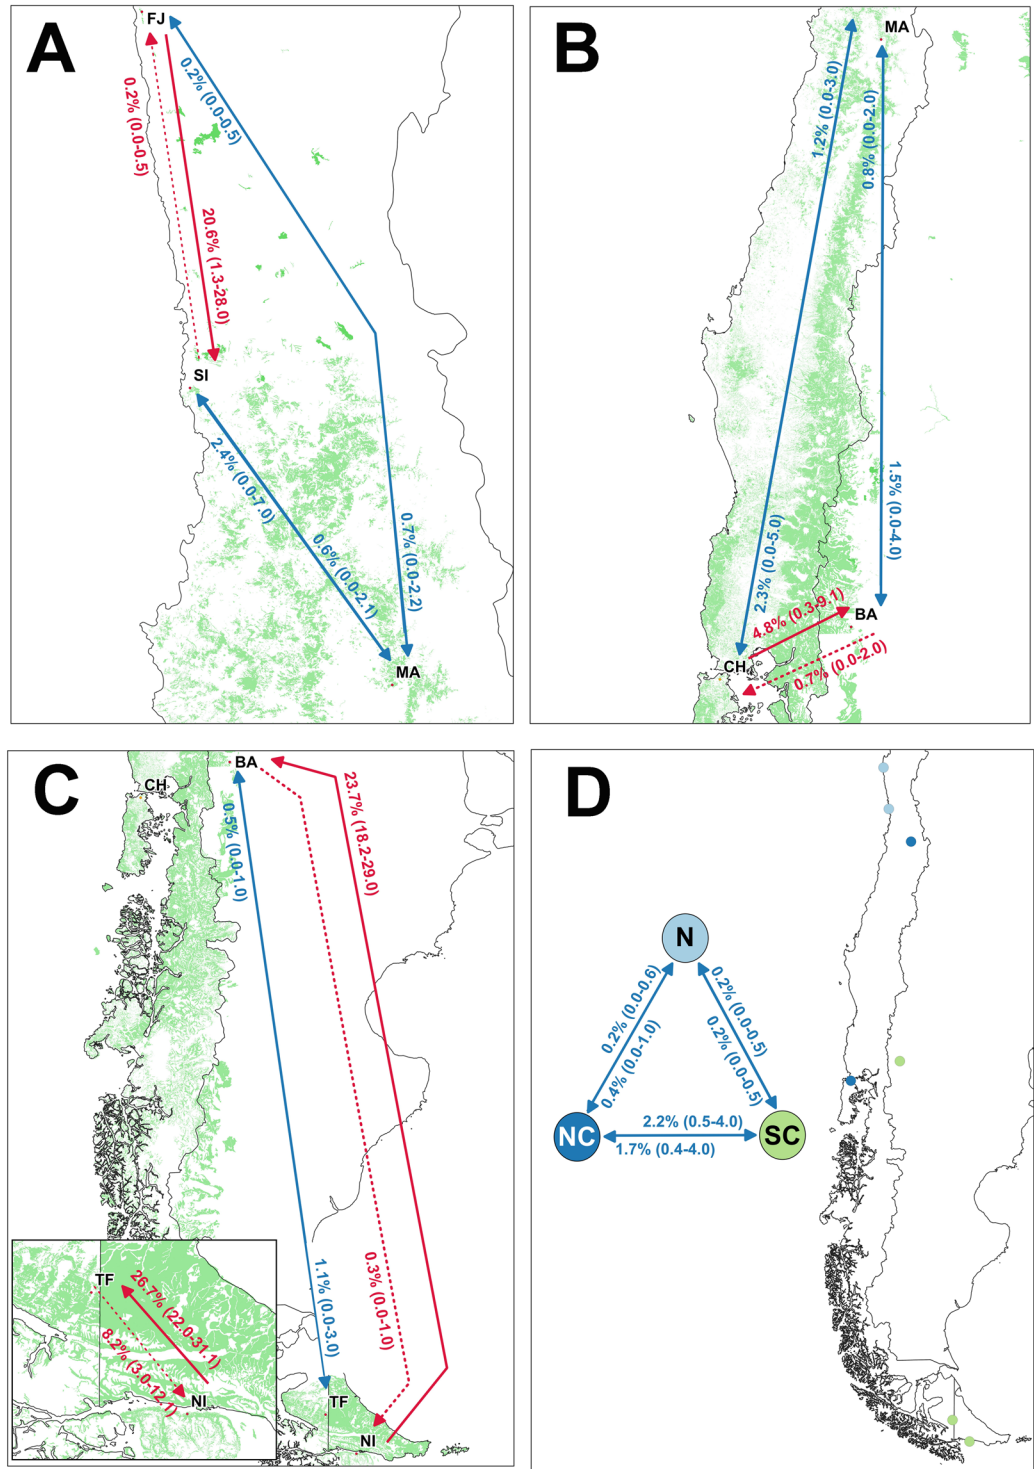 A
FJ
0.2% (0.0-0.5)
0.2% (0.0-0.5)
20.6% (1.3-28.0)
SI
2.4% (0.0-7.0)
0.6% (0.0-2.1)
0.7% (0.0-2.2)
MA
B
MA
1.2% (0.0-3.0)
0.8% (0.0-2.0)
2.3% (0.0-5.0)
1.5% (0.0-4.0)
4.8% (0.3-9.1)
BA
CH
0.7% (0.0-2.0)
C
BA
CH
0.5% (0.0-1.0)
23.7% (18.2-29.0)
1.1% (0.0-3.0)
0.3% (0.0-1.0)
TF
NI
TF
26.7% (22.0-31.1)
8.2% (3.0-12.1)
NI
D
N
0.2% (0.0-0.6)
0.4% (0.0-1.0)
0.2% (0.0-0.5)
0.2% (0.0-0.5)
NC
2.2% (0.5-4.0)
1.7% (0.4-4.0)
SC